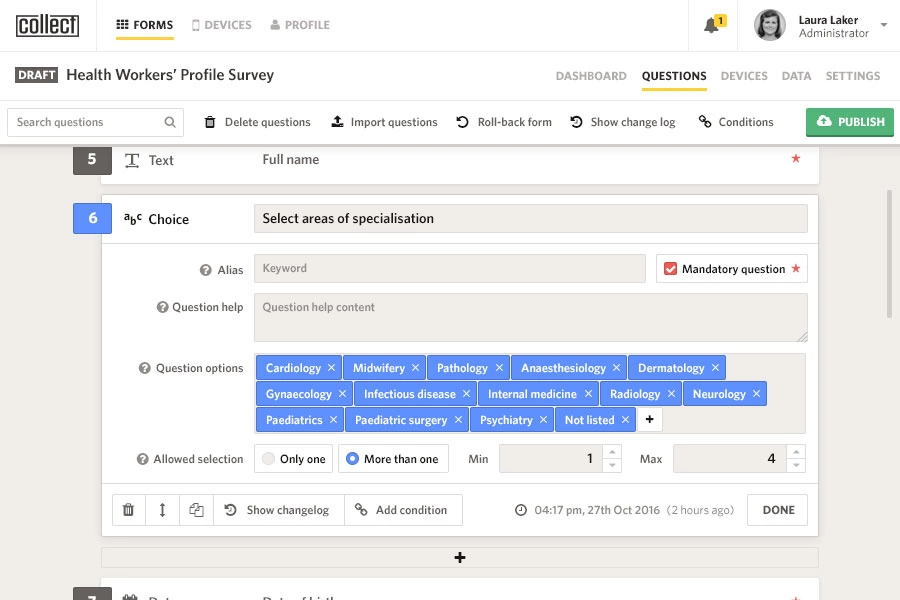 collect FORMS DEVICES PROFILE 1 Laura Laker
Administrator
DRAFT Health Workers' Profile Survey DASHBOARD QUESTIONS DEVICES DATA SETTINGS
Search questions Delete questions Import questions Roll-back form Show change log Conditions PUBLISH
5 Text Full name *
6 abc Choice Select areas of specialisation
? Alias Keyword Mandatory question *
? Question help Question help content
? Question options Cardiology × Midwifery × Pathology × Anaesthesiology × Dermatology ×
Gynaecology × Infectious disease × Internal medicine × Radiology × Neurology ×
Paediatrics × Paediatric surgery × Psychiatry × Not listed × +
? Allowed selection Only one More than one Min 1 Max 4
Show changelog Add condition 04:17 pm, 27th Oct 2016 (2 hours ago) DONE
+
7 Date Date of birth *